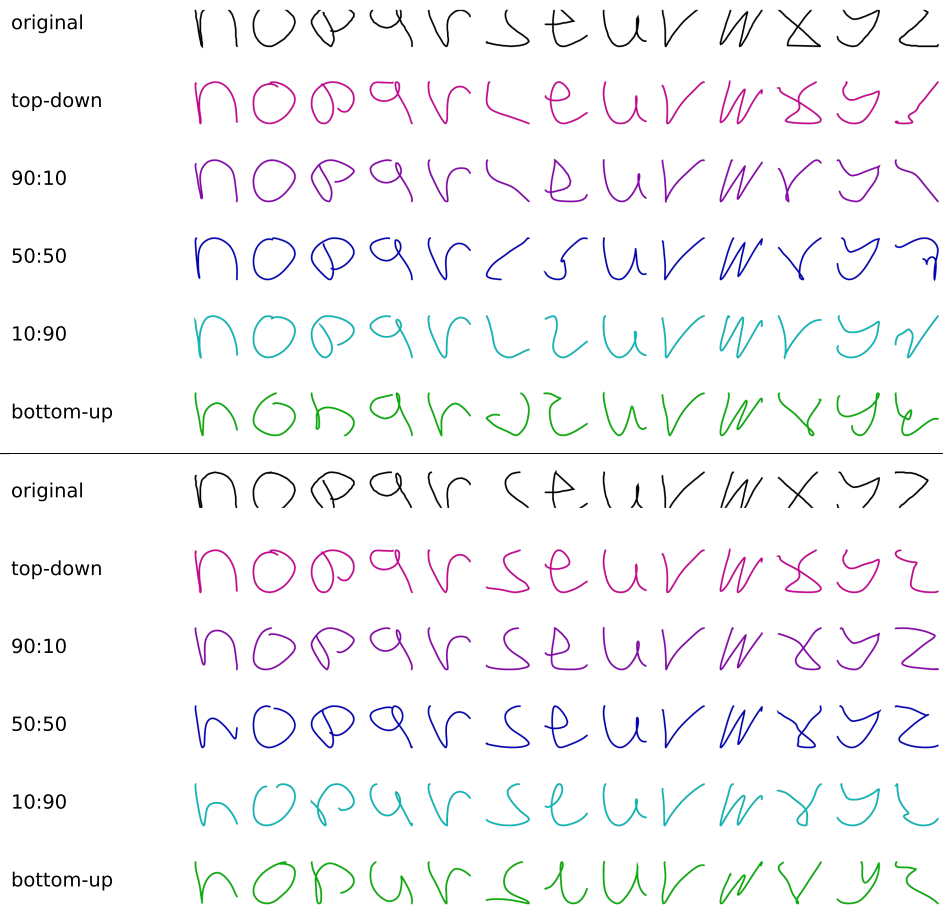 original n o p q r s e u v w x y z
top-down n o p q r e u v w x y
90:10 n o p q r e u v w y
50:50 n o p q r u v w y
10:90 n o p q r u v w y
bottom-up n o q u v w y
original n o p q r e u v w x y
top-down n o p q r s e u v w x y z
90:10 n o p q r s e u v w x y z
50:50 o p q r s e u v w x y z
10:90 n o p q r s e u v w y
bottom-up n o p r s u v w y z